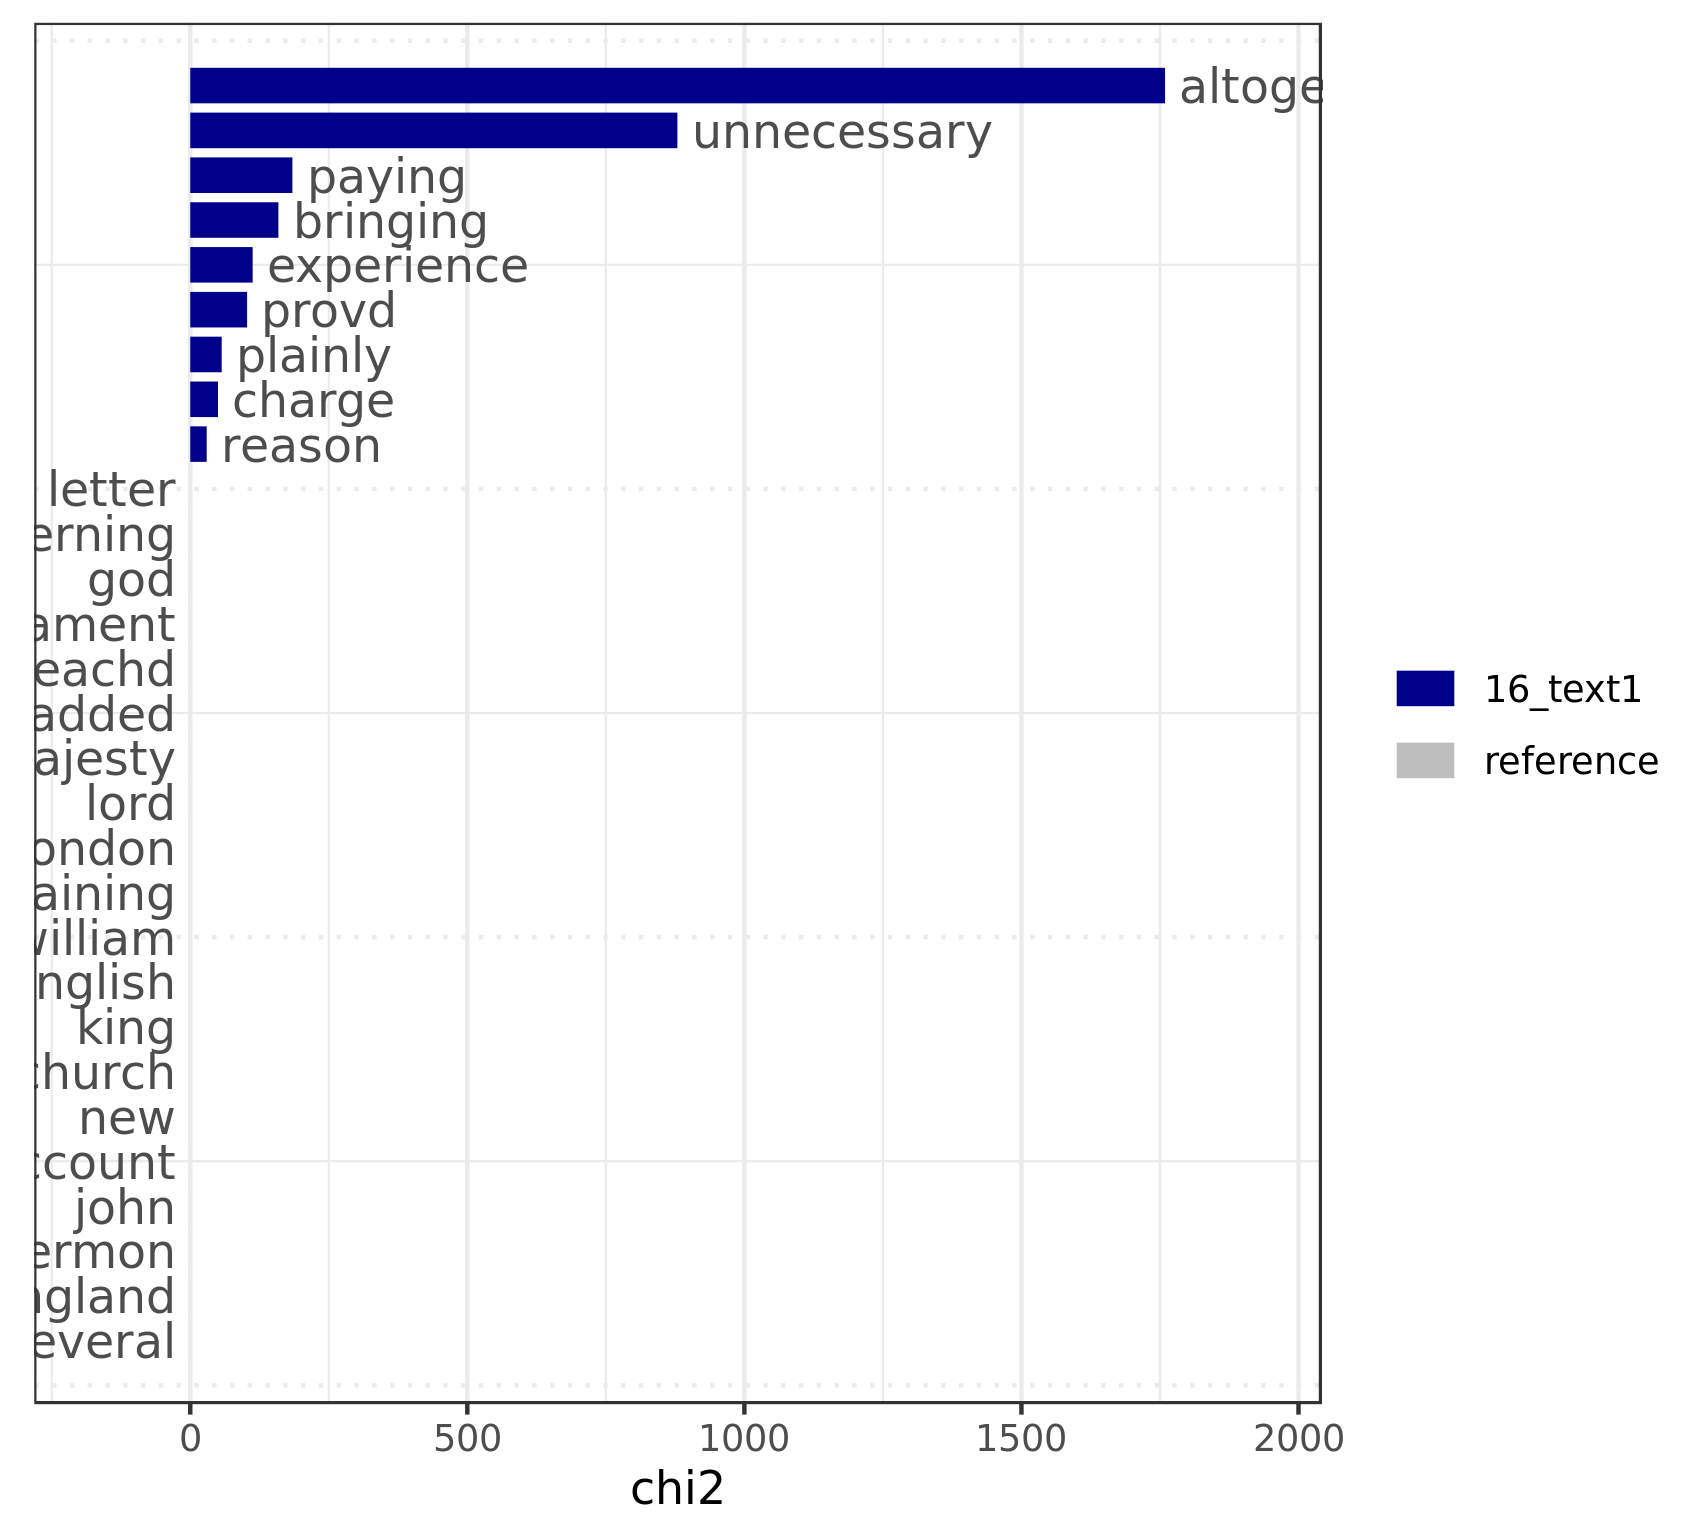 altoge
unnecessary
paying
bringing
experience
provd
plainly
charge
reason
letter
erning
god
ament
eachd
added
ajesty
lord
ondon
aining
william
nglish
king
church
new
ccount
john
ermon
ngland
everal
16_text1
reference
0 500 1000 1500 2000
chi2